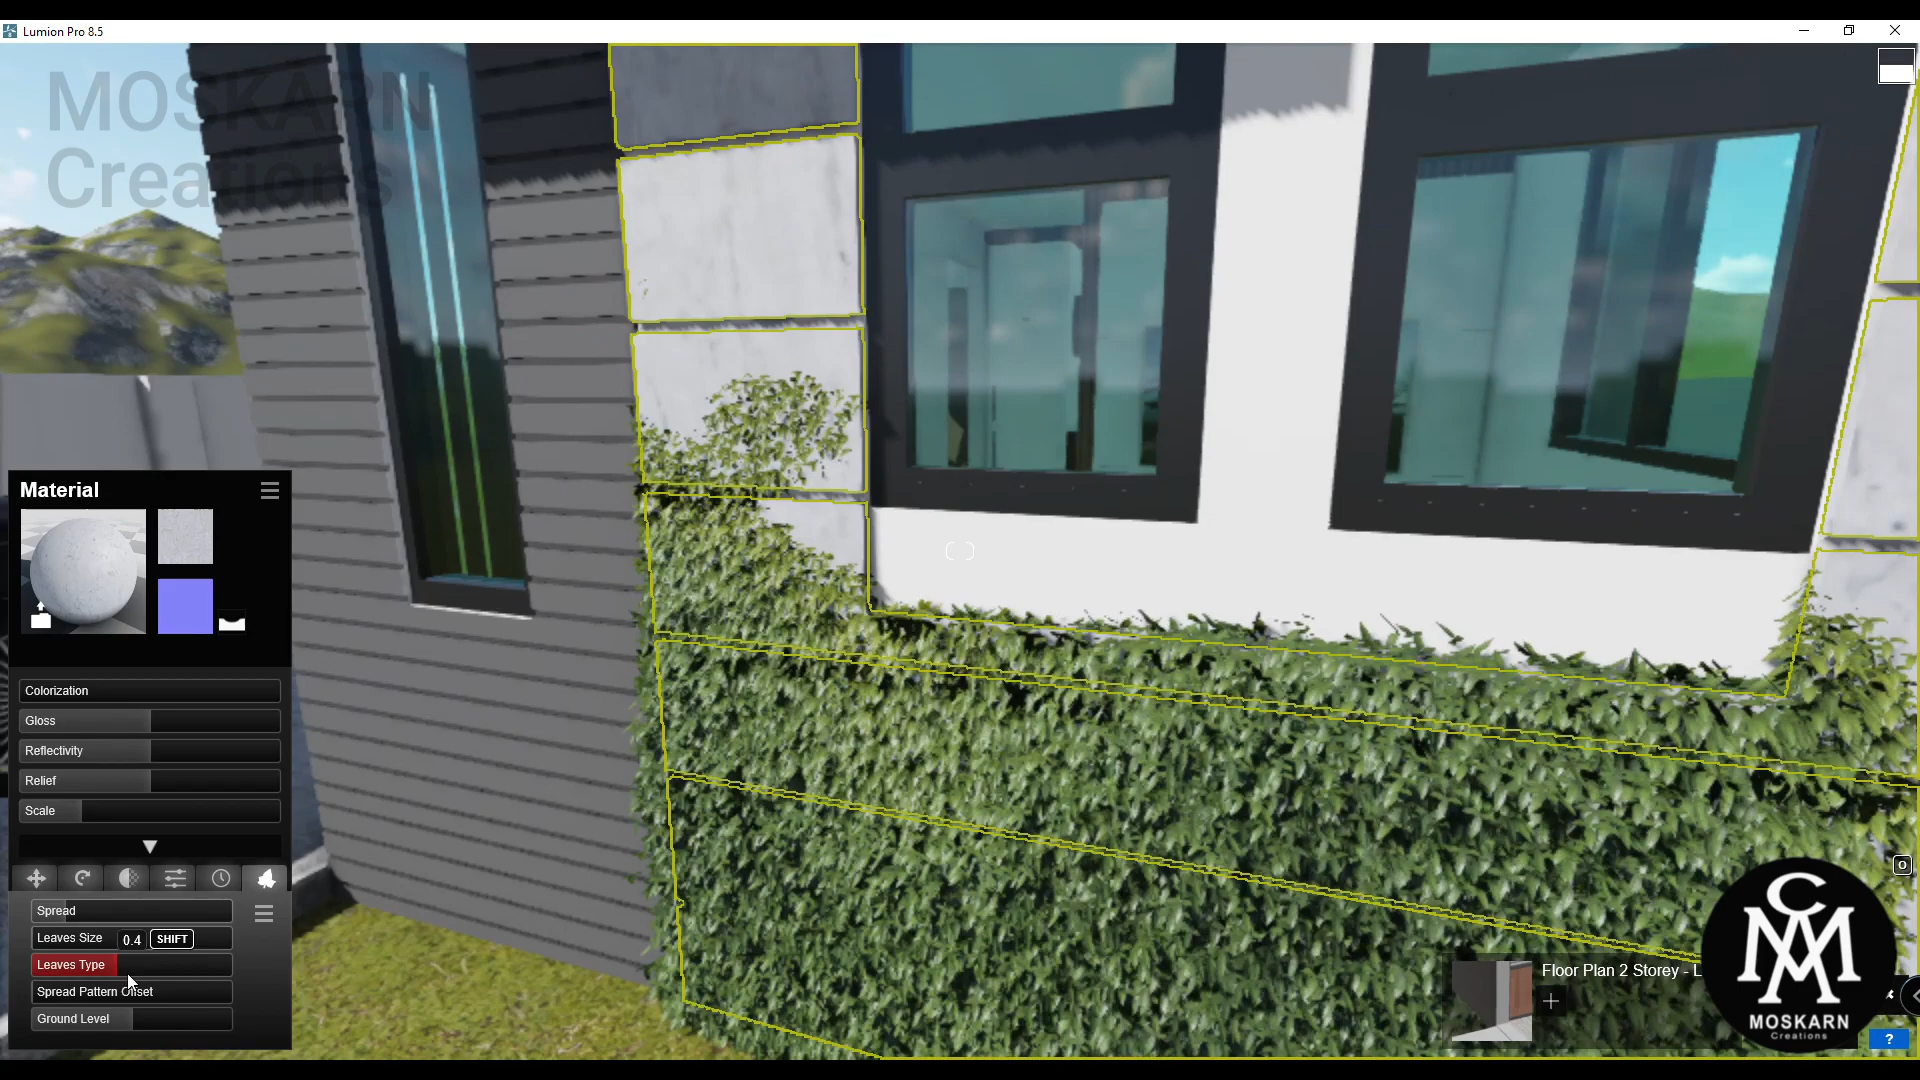 Lumion Pro 8.5
MOSKARN
Creations
Material
Colorization
Gloss
Reflectivity
Relief
Scale
Spread
Leaves Size 0.4 SHIFT
Leaves Type
Spread Pattern Offset
Ground Level
O
Floor Plan 2 Storey - L
+
CM
MOSKARN
Creations
?